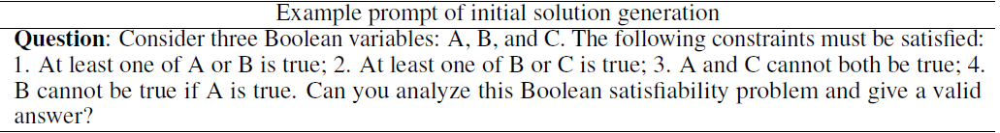 Example prompt of initial solution generation
Question: Consider three Boolean variables: A, B, and C. The following constraints must be satisfied:
1. At least one of A or B is true; 2. At least one of B or C is true; 3. A and C cannot both be true; 4.
B cannot be true if A is true. Can you analyze this Boolean satisfiability problem and give a valid
answer?